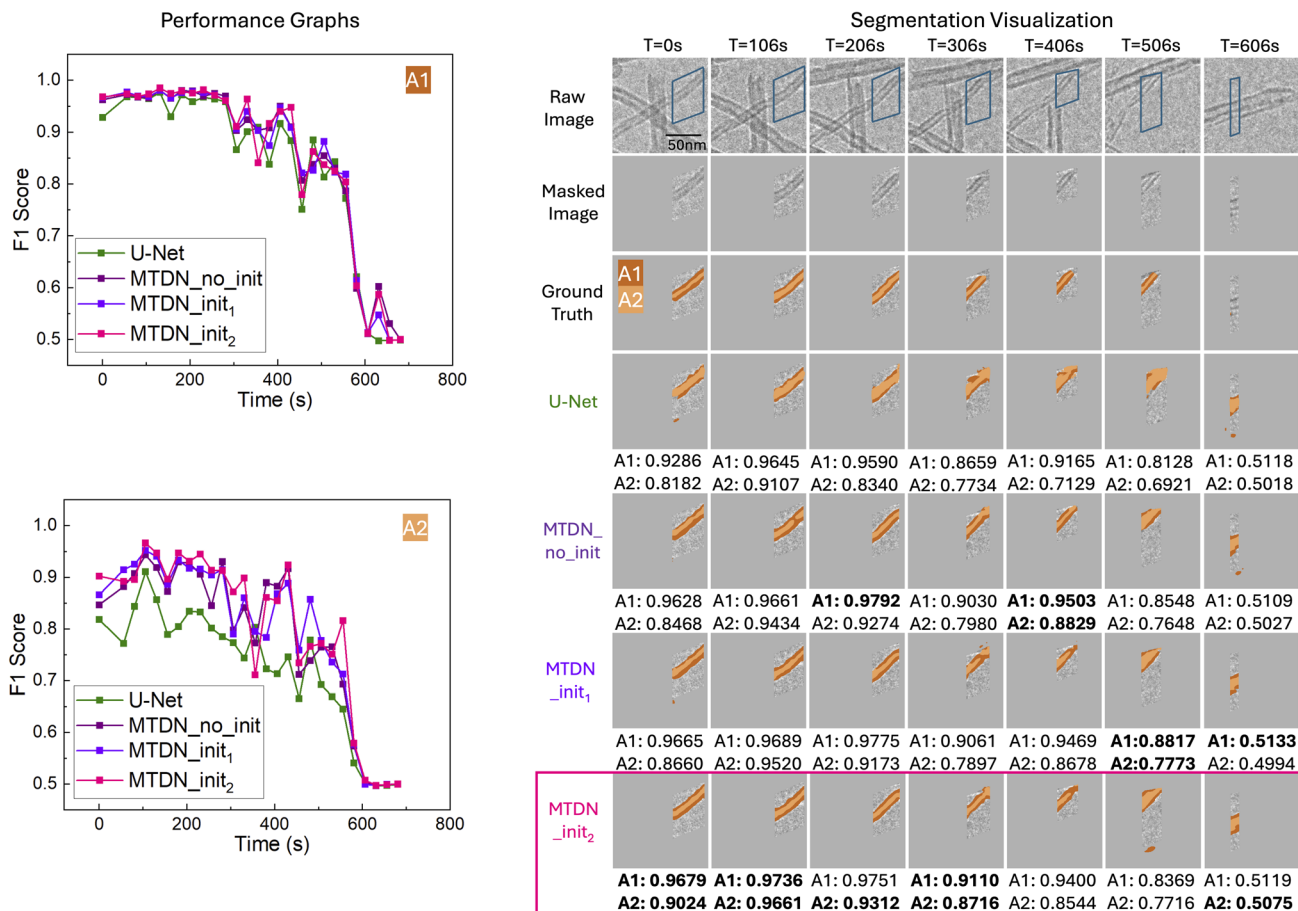 Performance Graphs
A1
1.0
0.9
0.8
0.7
0.6
0.5
F1 Score
U-Net
MTDN_no_init
MTDN_init1
MTDN_init2
0
200
400
600
800
Time (s)
A2
1.0
0.9
0.8
0.7
0.6
0.5
F1 Score
U-Net
MTDN_no_init
MTDN_init1
MTDN_init2
0
200
400
600
800
Time (s)
Segmentation Visualization
T=0s T=106s T=206s T=306s T=406s T=506s T=606s
Raw
Image
50nm
Masked
Image
Ground
Truth
A1
A2
U-Net
A1: 0.9286 A1: 0.9645 A1: 0.9590 A1: 0.8659 A1: 0.9165 A1: 0.8128 A1: 0.5118
A2: 0.8182 A2: 0.9107 A2: 0.8340 A2: 0.7734 A2: 0.7129 A2: 0.6921 A2: 0.5018
MTDN_
no_init
A1: 0.9628 A1: 0.9661 A1: 0.9792 A1: 0.9030 A1: 0.9503 A1: 0.8548 A1: 0.5109
A2: 0.8468 A2: 0.9434 A2: 0.9274 A2: 0.7980 A2: 0.8829 A2: 0.7648 A2: 0.5027
MTDN
_init1
A1: 0.9665 A1: 0.9689 A1: 0.9775 A1: 0.9061 A1: 0.9469 A1:0.8817 A1: 0.5133
A2: 0.8660 A2: 0.9520 A2: 0.9173 A2: 0.7897 A2: 0.8678 A2:0.7773 A2: 0.4994
MTDN
_init2
A1: 0.9679 A1: 0.9736 A1: 0.9751 A1: 0.9110 A1: 0.9400 A1: 0.8369 A1: 0.5119
A2: 0.9024 A2: 0.9661 A2: 0.9312 A2: 0.8716 A2: 0.8544 A2: 0.7716 A2: 0.5075